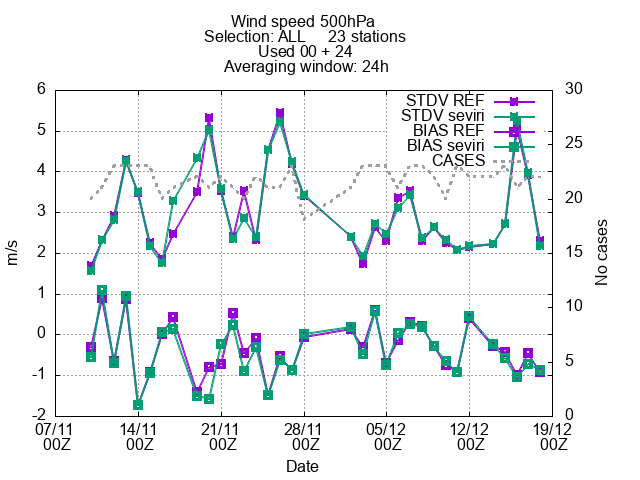 Wind speed 500hPa
Selection: ALL 23 stations
Used 00 + 24
Averaging window: 24h
6
5
4
3
2
1
0
-1
-2
m/s
30
25
20
15
10
5
0
No cases
STDV REF
STDV seviri
BIAS REF
BIAS seviri
CASES
07/11 14/11 21/11 28/11 05/12 12/12 19/12
00Z 00Z 00Z 00Z 00Z 00Z 00Z
Date